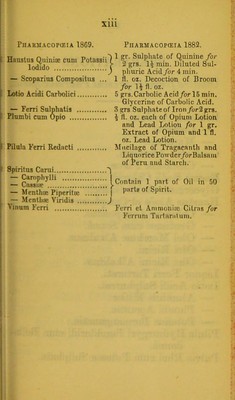 xiii
PHARMACOPŒIA 1869. PHARMACOPŒIA 1882.
Haustus Quiniæ cum Potassii Iodido 1 gr. Sulphate of Quinine for
2 grs. 1½ min. Diluted Sul-
phuric Acid for 4 min.
— Scoparius Compositus ... 1 fl. oz. Decoction of Broom
for 1½ fl. oz.
Lotio Acidi Carbolici ............ 5 grs. Carbolic Acid for 15 min.
Glycerine of Carbolic Acid.
— Ferri Sulphatis ............ 3 grs. Sulphate of Iron for 2 grs.
Plumbi cum Opio ............ ½ fl. oz. each of Opium Lotion
and Lead Lotion for 1 gr.
Extract of Opium and 1 fl.
oz. Lead Lotion.
Pilula Ferri Redacti ............ Mucilage of Tragacanth and
Liquorice Powder for Balsam
of Peru and Starch.
Spiritus Carui.....................
— Carophylli ..................
— Cassiæ ..................
— Menthæ Piperitæ .........
— Menthæ Viridis ............
Contain 1 part of Oil in 50
parts of Spirit.
Vinum Ferri ..................... Ferri et Ammoniæ Citras for
Ferrum Tartaratum.